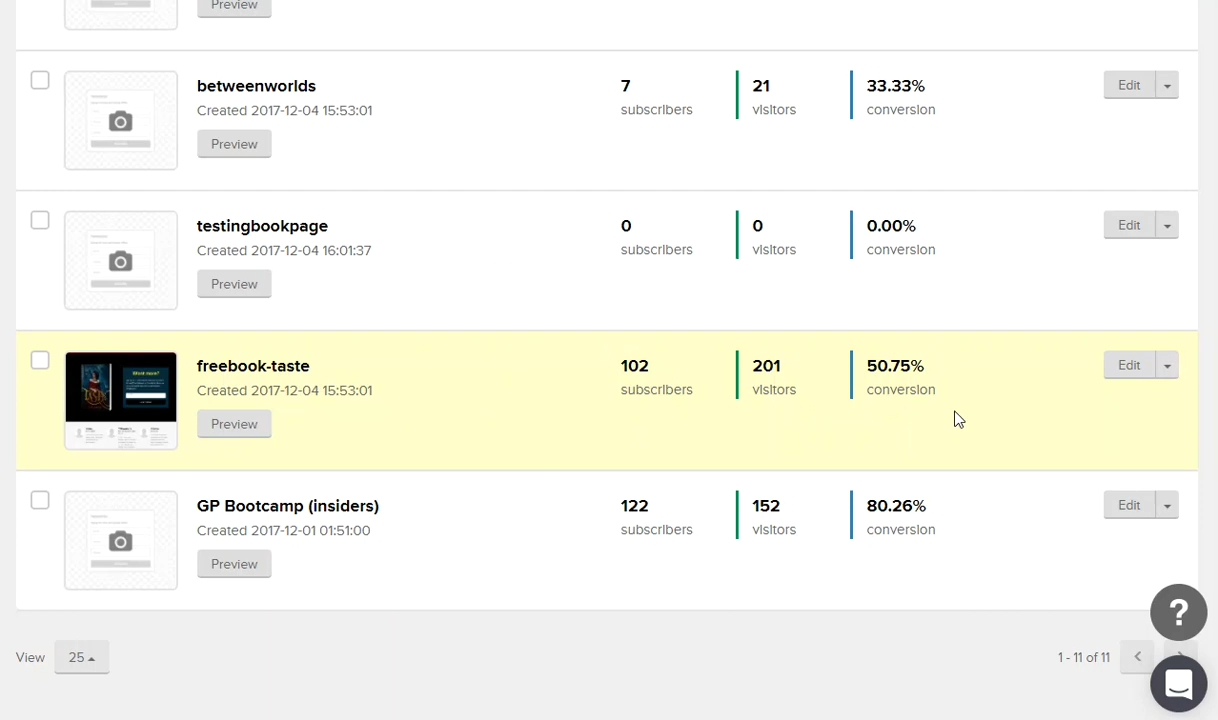 Preview
betweenworlds
7
21
33.33%
Edit
Created 2017-12-04 15:53:01
subscribers
visitors
conversion
Preview
testingbookpage
0
0
0.00%
Edit
Created 2017-12-04 16:01:37
subscribers
visitors
conversion
Preview
freebook-taste
102
201
50.75%
Edit
Created 2017-12-04 15:53:01
subscribers
visitors
conversion
Preview
GP Bootcamp (insiders)
122
152
80.26%
Edit
Created 2017-12-01 01:51:00
subscribers
visitors
conversion
Preview
View
25
1 - 11 of 11
?